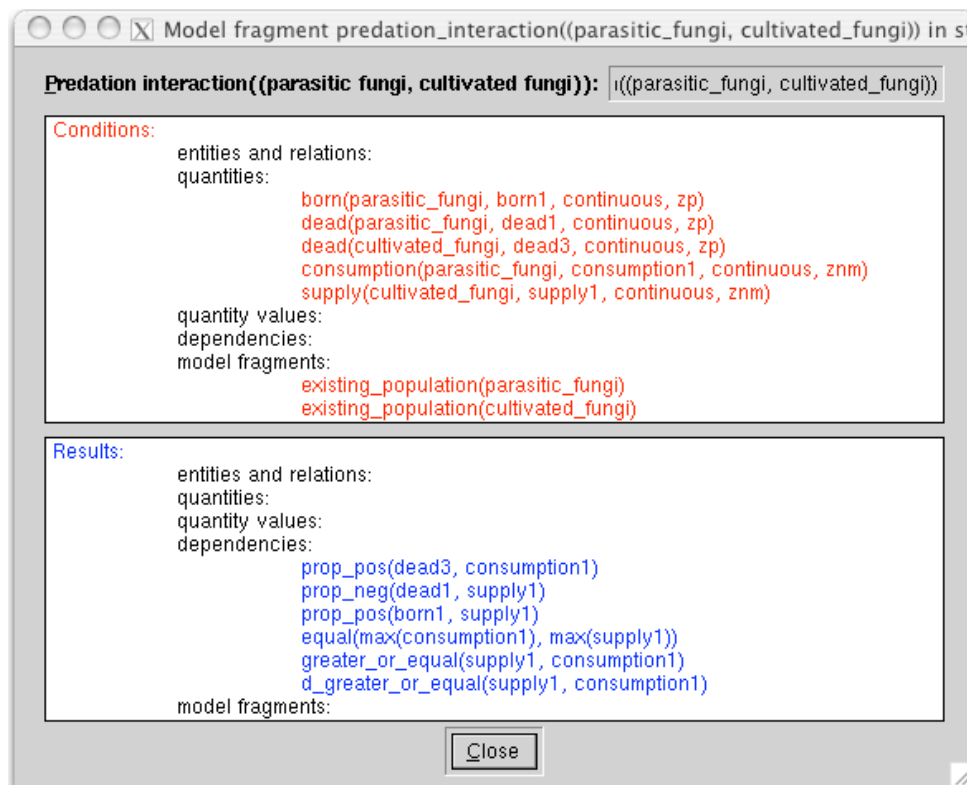 Model fragment predation_interaction((parasitic_fungi, cultivated_fungi)) in st
Predation interaction((parasitic fungi, cultivated fungi)): ı((parasitic_fungi, cultivated_fungi))
Conditions:
entities and relations:
quantities:
born(parasitic_fungi, born1, continuous, zp)
dead(parasitic_fungi, dead1, continuous, zp)
dead(cultivated_fungi, dead3, continuous, zp)
consumption(parasitic_fungi, consumption1, continuous, znm)
supply(cultivated_fungi, supply1, continuous, znm)
quantity values:
dependencies:
model fragments:
existing_population(parasitic_fungi)
existing_population(cultivated_fungi)
Results:
entities and relations:
quantities:
quantity values:
dependencies:
prop_pos(dead3, consumption1)
prop_neg(dead1, supply1)
prop_pos(born1, supply1)
equal(max(consumption1), max(supply1))
greater_or_equal(supply1, consumption1)
d_greater_or_equal(supply1, consumption1)
model fragments:
Close